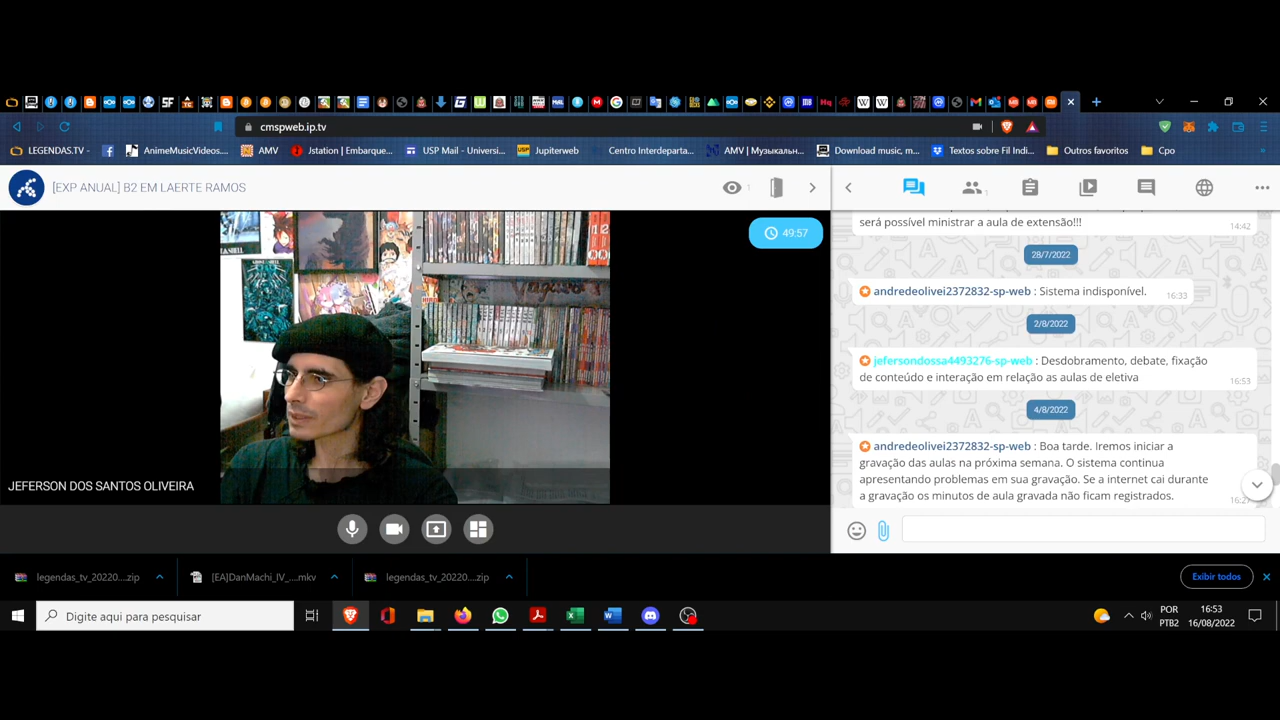 cmspweb.ip.tv
LEGENDAS.TV -
AnimeMusicVideos...
AMV
Jstation | Embarque...
USP Mail - Universi...
Jupiterweb
Centro Interdeparta...
AMV | Музыкальн...
Download music, m...
Textos sobre Fil Indi...
Outros favoritos
Cpo
[EXP ANUAL] B2 EM LAERTE RAMOS
1
1
49:57
será possível ministrar a aula de extensão!!!
14:42
28/7/2022
andredeolivei2372832-sp-web : Sistema indisponível.
16:33
2/8/2022
jefersondossa4493276-sp-web : Desdobramento, debate, fixação
de conteúdo e interação em relação as aulas de eletiva
16:53
4/8/2022
andredeolivei2372832-sp-web : Boa tarde. Iremos iniciar a
gravação das aulas na próxima semana. O sistema continua
apresentando problemas em sua gravação. Se a internet cai durante
a gravação os minutos de aula gravada não ficam registrados.
JEFERSON DOS SANTOS OLIVEIRA
legendas_tv_20220....zip
[EA]DanMachi_IV_....mkv
legendas_tv_20220....zip
Exibir todos
Digite aqui para pesquisar
POR
PTB2
16:53
16/08/2022